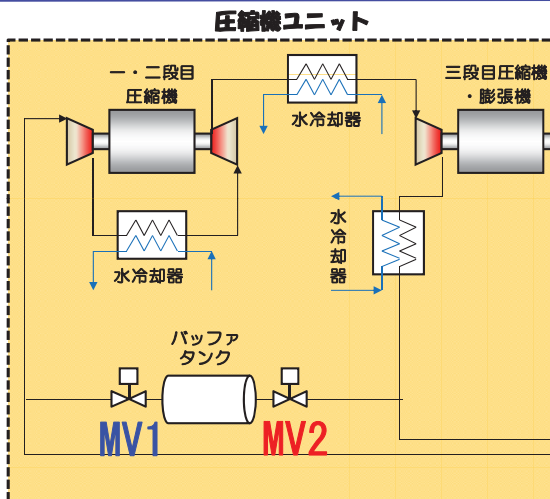 圧縮機ユニット
一・二段目
圧縮機
水冷却器
三段目圧縮機
・膨張機
水冷却器
水冷却器
バッファ
タンク
MV1
MV2